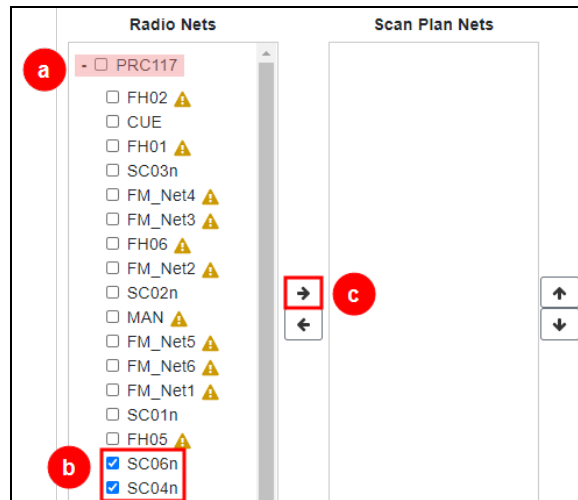 Radio Nets
Scan Plan Nets
a
- PRC117
FH02
CUE
FH01
SC03n
FM_Net4
FM_Net3
FH06
FM_Net2
SC02n
c
MAN
FM_Net5
FM_Net6
FM_Net1
SC01n
FH05
b
SC06n
SC04n